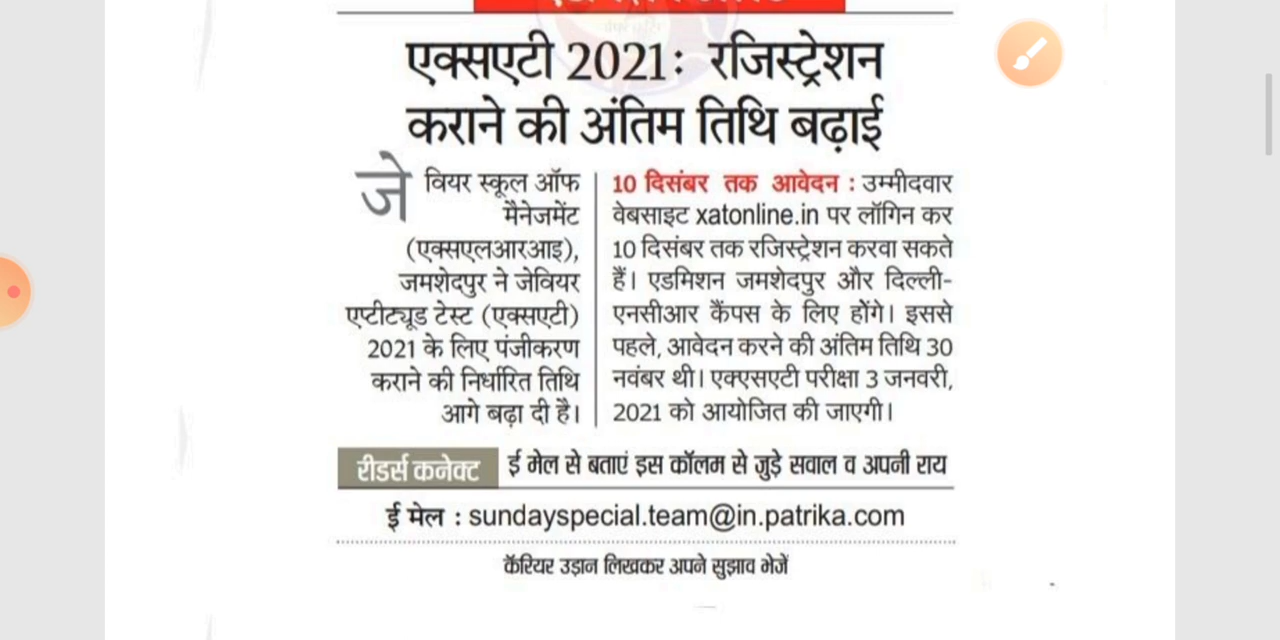 एक्सएटी 2021: रजिस्ट्रेशन
कराने की अंतिम तिथि बढ़ाई
जेवियर स्कूल ऑफ
मैनेजमेंट
(एक्सएलआरआइ),
जमशेदपुर ने जेवियर
एप्टीट्यूड टेस्ट (एक्सएटी)
2021 के लिए पंजीकरण
कराने की निर्धारित तिथि
आगे बढ़ा दी है।
10 दिसंबर तक आवेदन : उम्मीदवार
वेबसाइट xatonline.in पर लॉगिन कर
10 दिसंबर तक रजिस्ट्रेशन करवा सकते
हैं। एडमिशन जमशेदपुर और दिल्ली-
एनसीआर कैंपस के लिए होंगे। इससे
पहले, आवेदन करने की अंतिम तिथि 30
नवंबर थी। एक्एसएटी परीक्षा 3 जनवरी,
2021 को आयोजित की जाएगी।
रीडर्स कनेक्ट ई मेल से बताएं इस कॉलम से जुड़े सवाल व अपनी राय
ई मेल : sundayspecial.team@in.patrika.com
कॅरियर उड़ान लिखकर अपने सुझाव भेजें